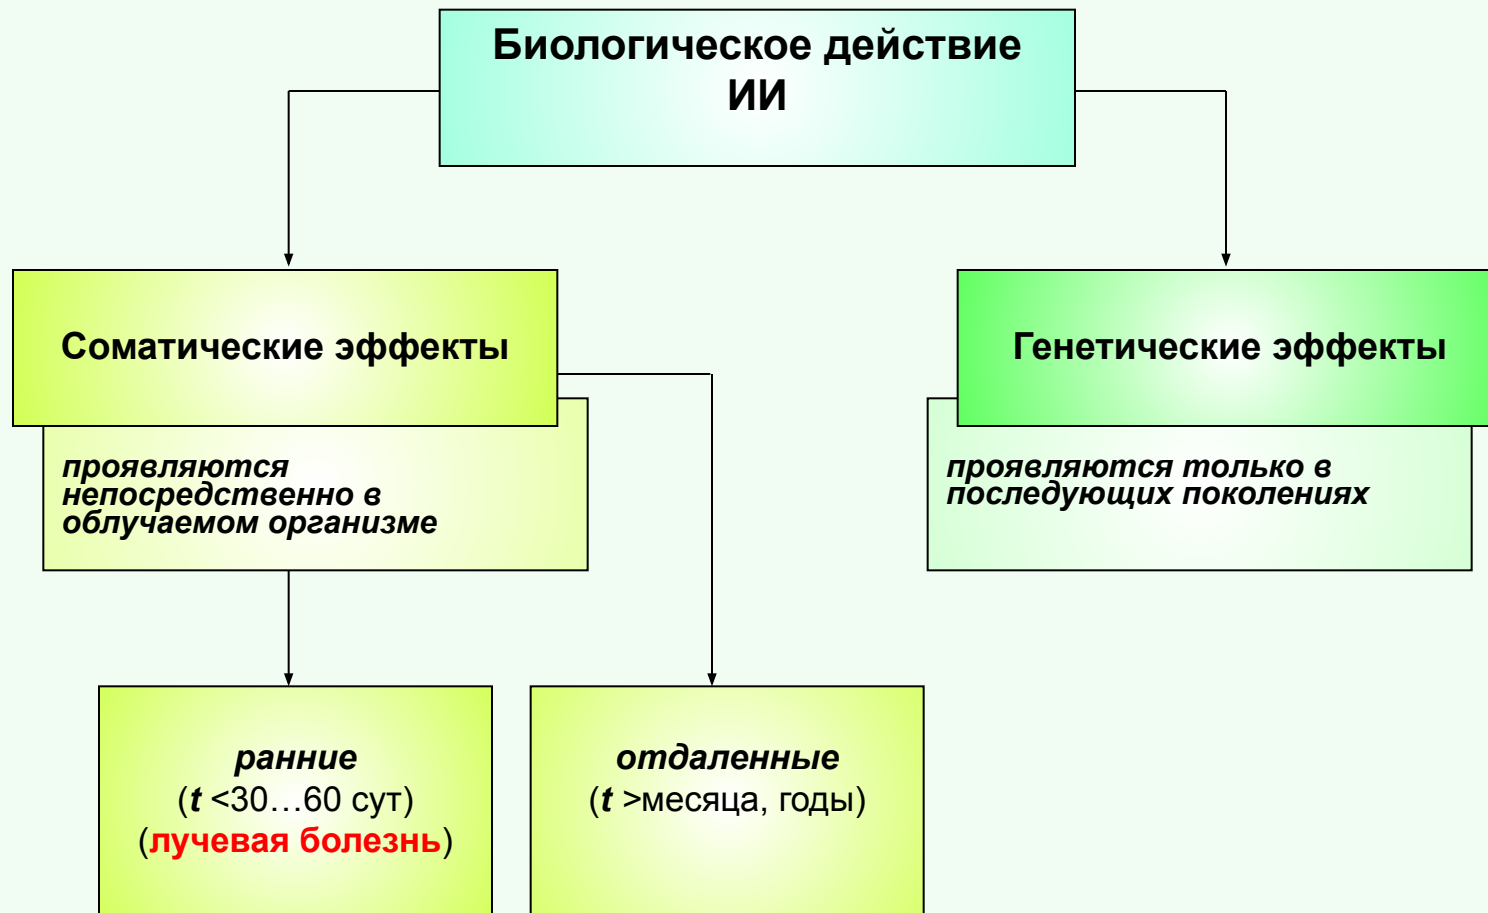 Биологическое действие
ИИ
Соматические эффекты
Генетические эффекты
проявляются
непосредственно в
облучаемом организме
проявляются только в
последующих поколениях
ранние
(t <30…60 сут)
(лучевая болезнь)
отдаленные
(t >месяца, годы)